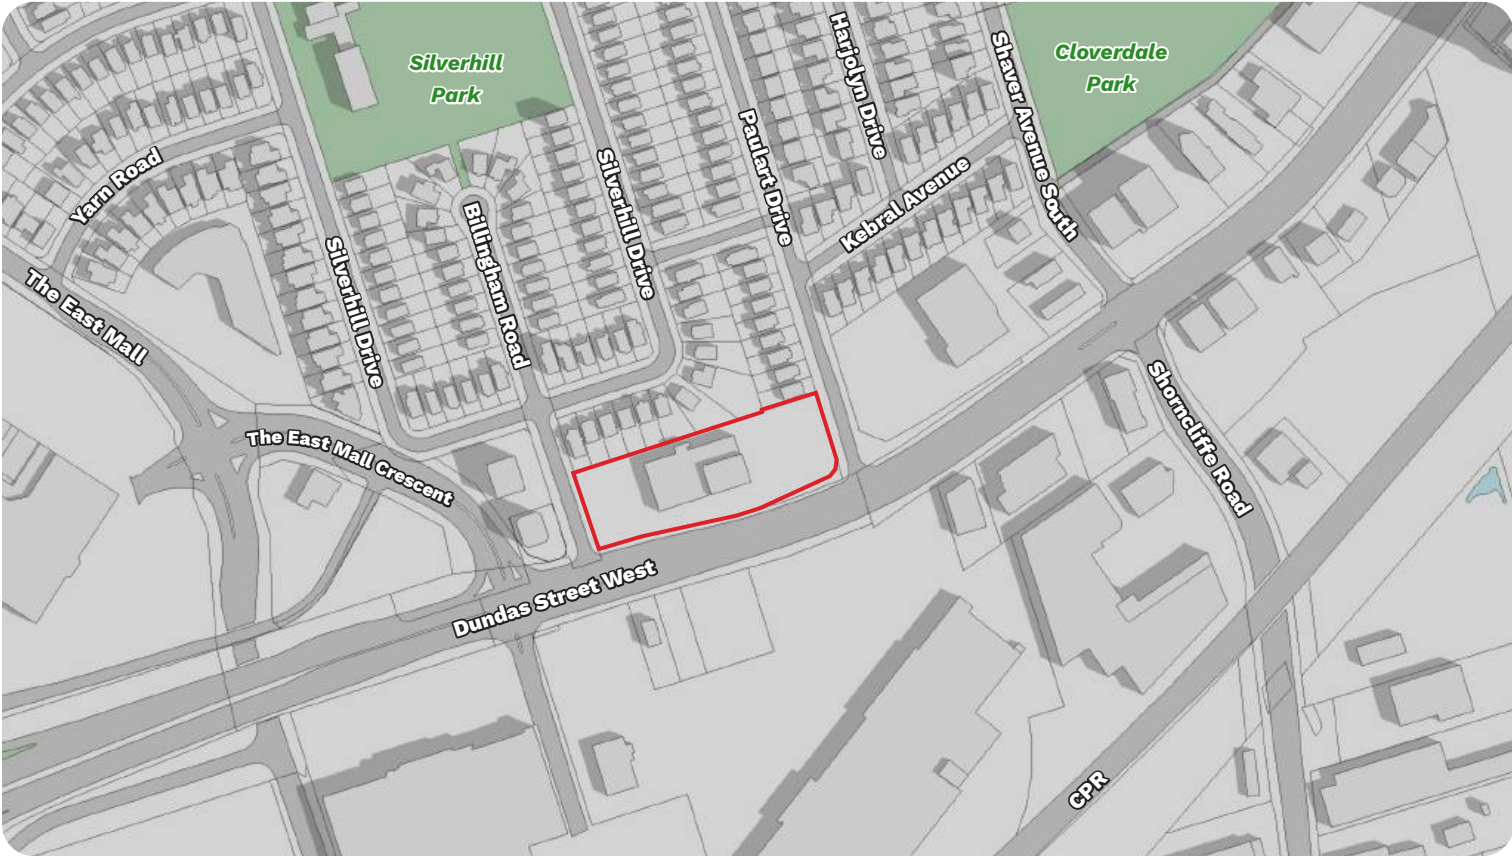 Silverhill
Park
Cloverdale
Park
Harjolyn Drive
Shaver Avenue South
Paulart Drive
Silverhill Drive
Yarn Road
Kebral Avenue
Billingham Road
Silverhill Drive
The East Mall
The East Mall Crescent
Shorncliffe Road
Dundas Street West
CPR